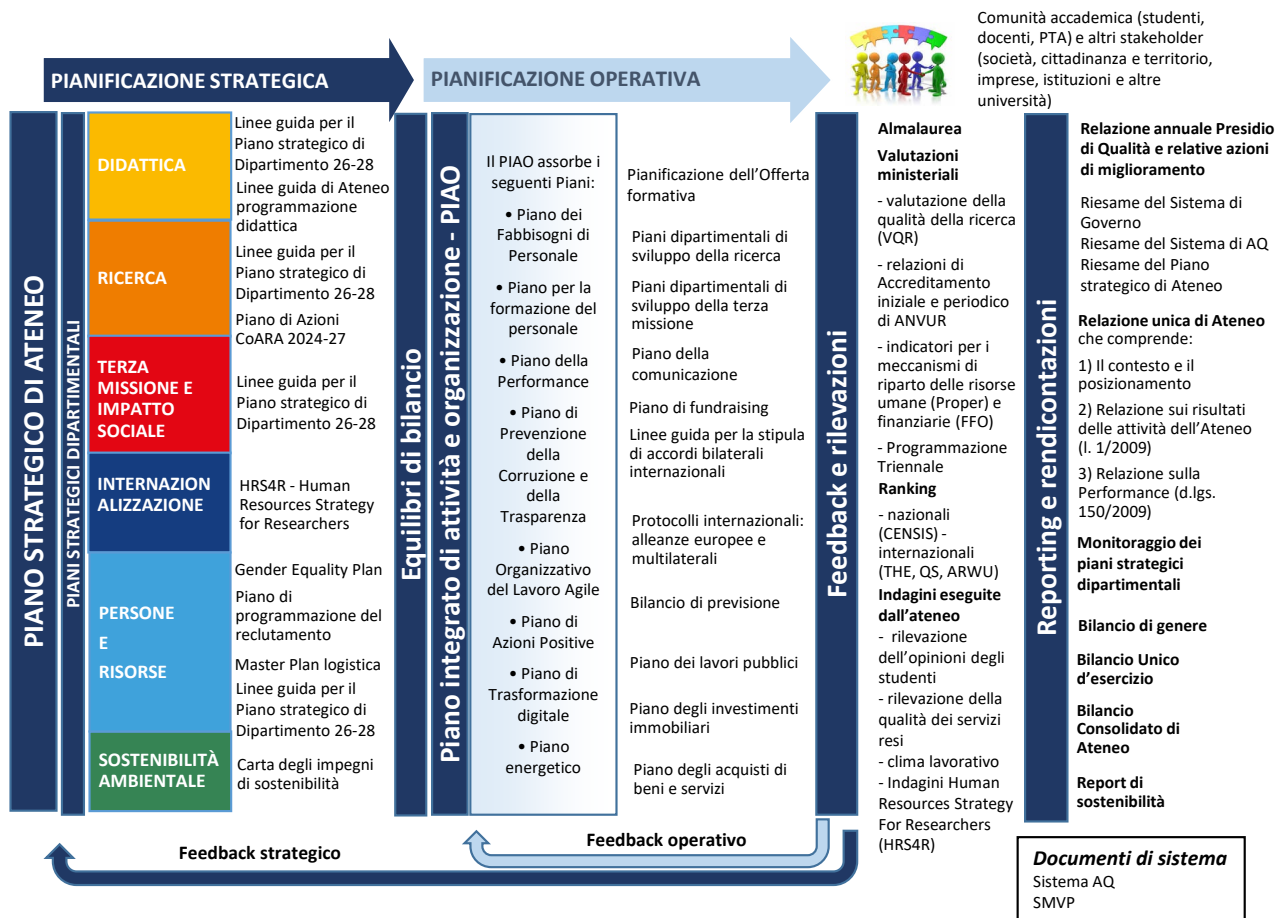 Comunità accademica (studenti,
docenti, PTA) e altri stakeholder
(società, cittadinanza e territorio,
imprese, istituzioni e altre
università)
PIANIFICAZIONE STRATEGICA
PIANIFICAZIONE OPERATIVA
PIANO STRATEGICO DI ATENEO
PIANI STRATEGICI DIPARTIMENTALI
DIDATTICA
Linee guida per il
Piano strategico di
Dipartimento 26-28
Linee guida di Ateneo
programmazione
didattica
RICERCA
Linee guida per il
Piano strategico di
Dipartimento 26-28
Piano di Azioni
CoARA 2024-27
TERZA
MISSIONE E
IMPATTO
SOCIALE
Linee guida per il
Piano strategico di
Dipartimento 26-28
INTERNAZION
ALIZZAZIONE
HRS4R - Human
Resources Strategy
for Researchers
PERSONE
E
RISORSE
Gender Equality Plan
Piano di
programmazione del
reclutamento
Master Plan logistica
Linee guida per il
Piano strategico di
Dipartimento 26-28
SOSTENIBILITÀ
AMBIENTALE
Carta degli impegni
di sostenibilità
Equilibri di bilancio
Piano integrato di attività e organizzazione - PIAO
Il PIAO assorbe i
seguenti Piani:
• Piano dei
Fabbisogni di
Personale
• Piano per la
formazione del
personale
• Piano della
Performance
• Piano di
Prevenzione
della
Corruzione e
della
Trasparenza
• Piano
Organizzativo
del Lavoro Agile
• Piano di
Azioni Positive
• Piano di
Trasformazione
digitale
• Piano
energetico
Pianificazione dell'Offerta
formativa
Piani dipartimentali di
sviluppo della ricerca
Piani dipartimentali di
sviluppo della terza
missione
Piano della
comunicazione
Piano di fundraising
Linee guida per la stipula
di accordi bilaterali
internazionali
Protocolli internazionali:
alleanze europee e
multilaterali
Bilancio di previsione
Piano dei lavori pubblici
Piano degli investimenti
immobiliari
Piano degli acquisti di
beni e servizi
Feedback e rilevazioni
Almalaurea
Valutazioni
ministeriali
- valutazione della
qualità della ricerca
(VQR)
- relazioni di
Accreditamento
iniziale e periodico
di ANVUR
- indicatori per i
meccanismi di
riparto delle risorse
umane (Proper) e
finanziarie (FFO)
- Programmazione
Triennale
Ranking
- nazionali
(CENSIS) -
internazionali
(THE, QS, ARWU)
Indagini eseguite
dall'ateneo
- rilevazione
dell'opinioni degli
studenti
- rilevazione della
qualità dei servizi
resi
- clima lavorativo
- Indagini Human
Resources Strategy
For Researchers
(HRS4R)
Reporting e rendicontazioni
Relazione annuale Presidio
di Qualità e relative azioni
di miglioramento
Riesame del Sistema di
Governo
Riesame del Sistema di AQ
Riesame del Piano
strategico di Ateneo
Relazione unica di Ateneo
che comprende:
1) Il contesto e il
posizionamento
2) Relazione sui risultati
delle attività dell'Ateneo
(l. 1/2009)
3) Relazione sulla
Performance (d.lgs.
150/2009)
Monitoraggio dei
piani strategici
dipartimentali
Bilancio di genere
Bilancio Unico
d'esercizio
Bilancio
Consolidato di
Ateneo
Report di
sostenibilità
Feedback strategico
Feedback operativo
Documenti di sistema
Sistema AQ
SMVP